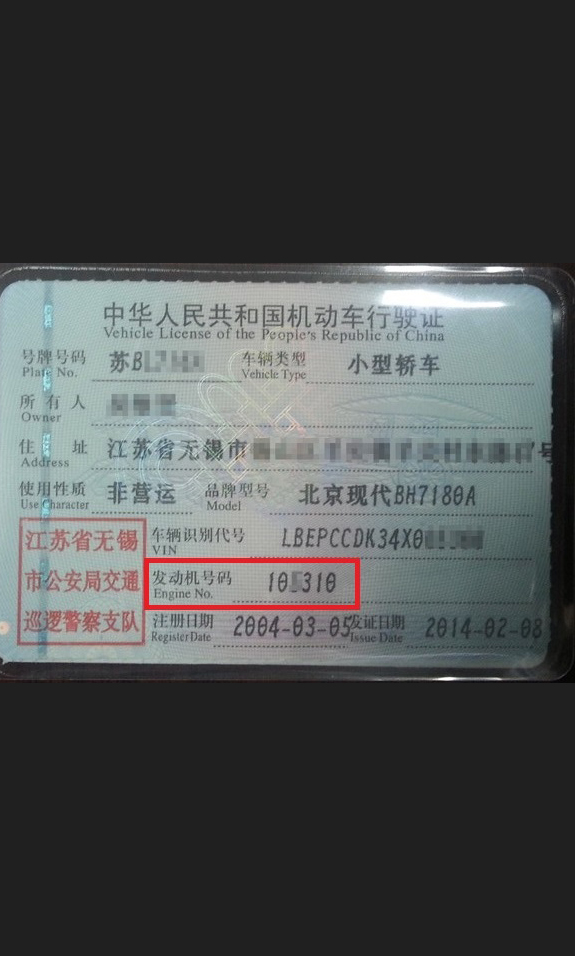 中华人民共和国机动车行驶证
Vehicle License of the People's Republic of China
号牌号码 苏B 车辆类型 小型轿车
Plate No. Vehicle Type
所有人
Owner
住址 江苏省无锡市 号
Address
使用性质 非营运 品牌型号 北京现代BH7180A
Use Character Model
江苏省无锡
市公安局交通
巡逻警察支队
车辆识别代号 LBEPCCDK34X0
VIN
发动机号码 10 310
Engine No.
注册日期 2004-03-05 发证日期 2014-02-08
Register Date Issue Date